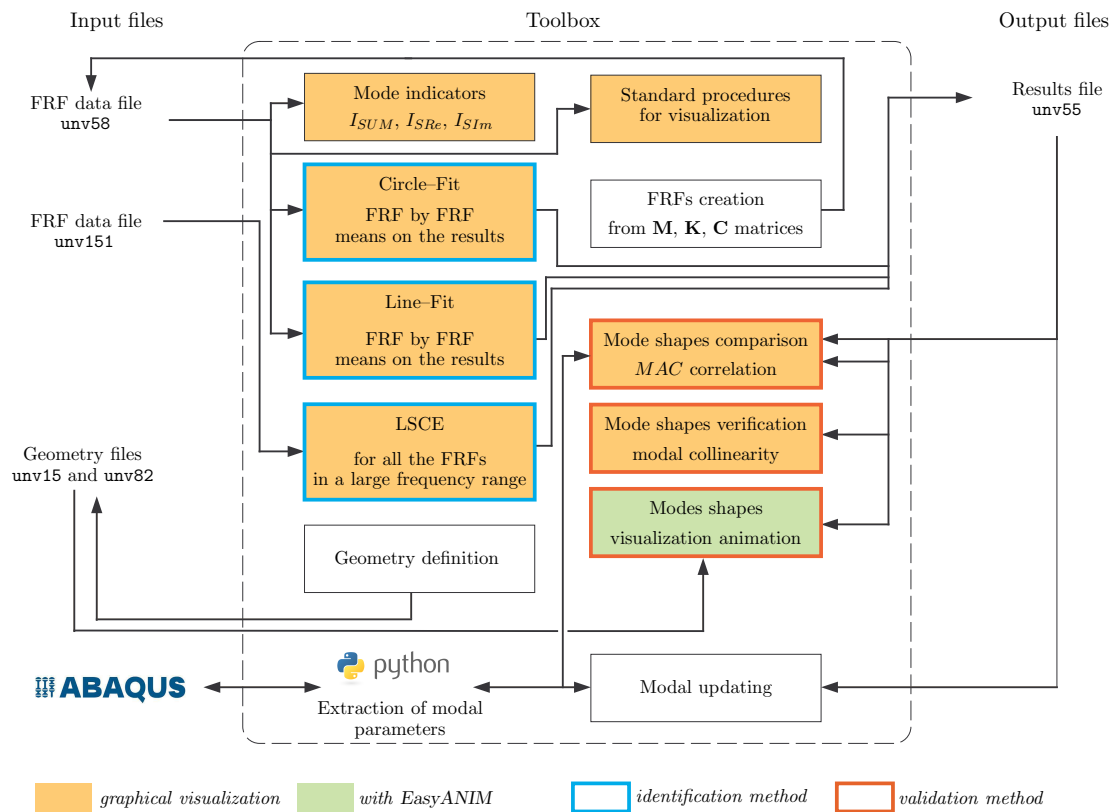 Input files
Toolbox
Output files
FRF data file
unv58
Mode indicators
I_SUM, I_SRe, I_SIm
Standard procedures
for visualization
Results file
unv55
Circle–Fit
FRF by FRF
means on the results
FRFs creation
from M, K, C matrices
FRF data file
unv151
Line–Fit
FRF by FRF
means on the results
Mode shapes comparison
MAC correlation
LSCE
for all the FRFs
in a large frequency range
Mode shapes verification
modal collinearity
Geometry files
unv15 and unv82
Modes shapes
visualization animation
Geometry definition
ABAQUS
python
Extraction of modal
parameters
Modal updating
graphical visualization
with EasyANIM
identification method
validation method